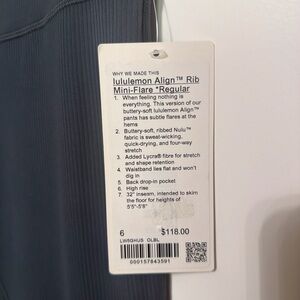 WHY WE MADE THIS
lululemon Align™ Rib
Mini-Flare *Regular
1. When feeling nothing is
everything. This version of our
buttery-soft lululemon Align™
pants has subtle flares at the
hems
2. Buttery-soft, ribbed Nulu™
fabric is sweat-wicking,
quick-drying, and four-way
stretch
3. Added Lycra® fibre for stretch
and shape retention
4. Waistband lies flat and won't
dig in
5. Back drop-in pocket
6. High rise
7. 32" inseam, intended to skim
the floor for heights of
5'5"-5'8"
6 $118.00
LW5GHUS OLBL
000157643591